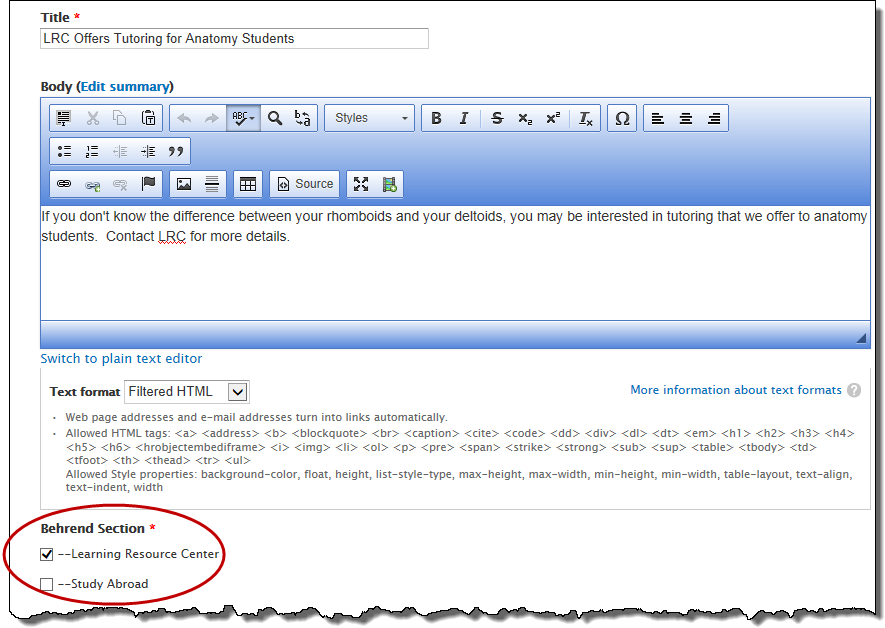 Title *
LRC Offers Tutoring for Anatomy Students
Body (Edit summary)
ABC
b a
Styles
B I S x₂ x² Tx Ω
Source
If you don't know the difference between your rhomboids and your deltoids, you may be interested in tutoring that we offer to anatomy
students.  Contact LRC for more details.
Switch to plain text editor
Text format Filtered HTML
More information about text formats ?
• Web page addresses and e-mail addresses turn into links automatically.
• Allowed HTML tags: <a> <address> <b> <blockquote> <br> <caption> <cite> <code> <dd> <div> <dl> <dt> <em> <h1> <h2> <h3> <h4>
<h5> <h6> <hrobjectembediframe> <i> <img> <li> <ol> <p> <pre> <span> <strike> <strong> <sub> <sup> <table> <tbody> <td>
<tfoot> <th> <thead> <tr> <ul>
Allowed Style properties: background-color, float, height, list-style-type, max-height, max-width, min-height, min-width, table-layout, text-align,
text-indent, width
Behrend Section *
--Learning Resource Center
--Study Abroad